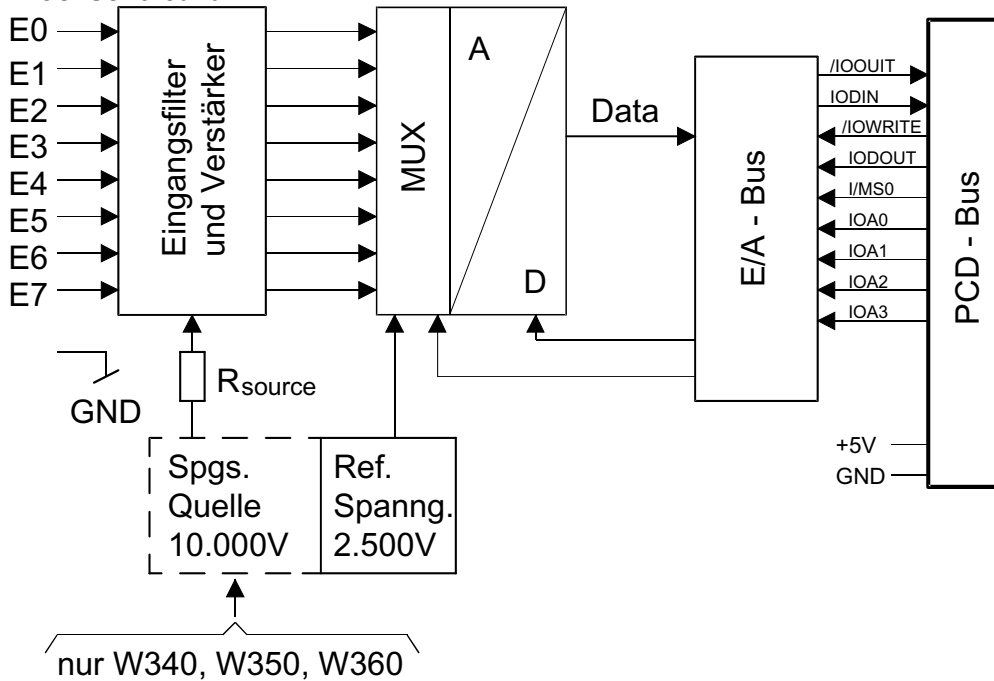 E0
E1
E2
E3
E4
E5
E6
E7
Eingangsfilter
und Verstärker
MUX
A
D
Data
E/A - Bus
/IOOUIT
IODIN
/IOWRITE
IODOUT
I/MS0
IOA0
IOA1
IOA2
IOA3
PCD - Bus
+5V
GND
GND
Rsource
Spgs.
Quelle
10.000V
Ref.
Spanng.
2.500V
nur W340, W350, W360